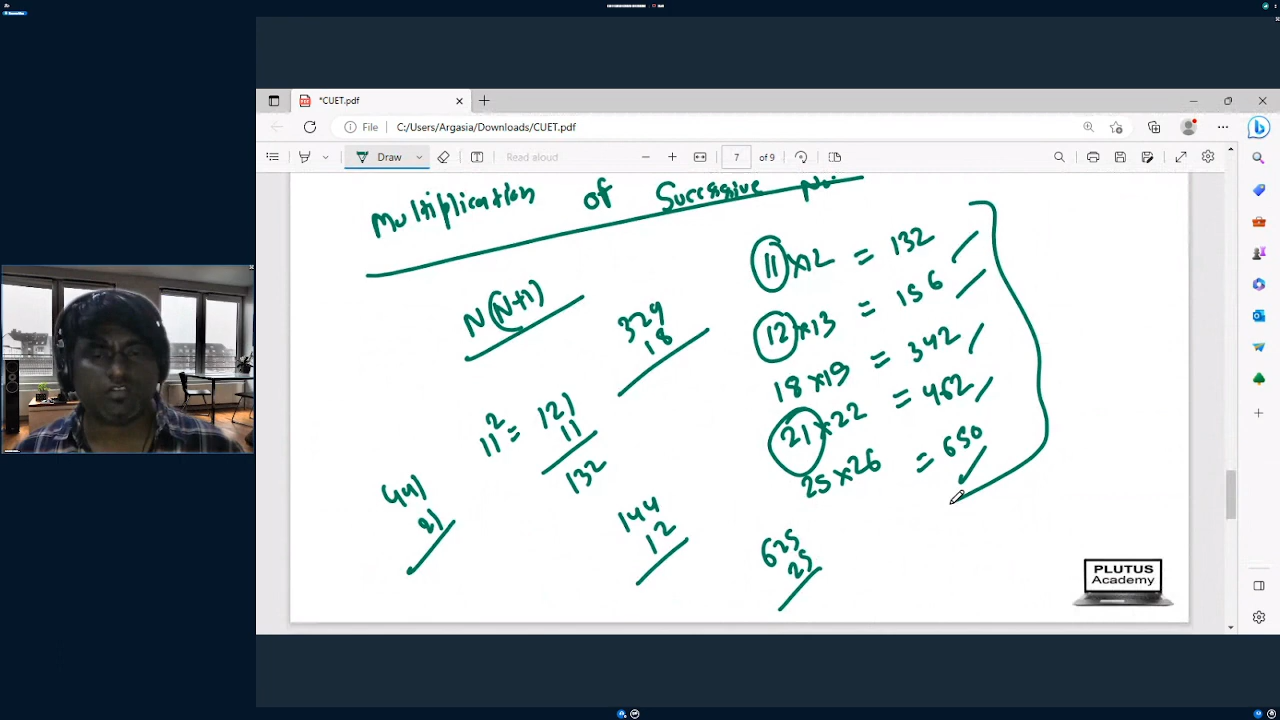 *CUET.pdf
File C:/Users/Argasia/Downloads/CUET.pdf
Draw Read aloud 7 of 9
Multiplication of Successive
N(N+1)
329
18
11² = 121
11
132
441
21
144
12
625
25
11×12 = 132
12×13 = 156
18×19 = 342
21×22 = 462
25×26 = 650
PLUTUS
Academy